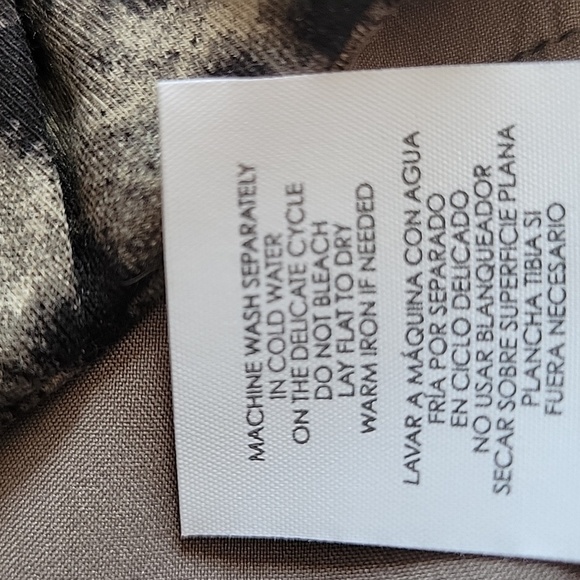 MACHINE WASH SEPARATELY
IN COLD WATER
ON THE DELICATE CYCLE
DO NOT BLEACH
LAY FLAT TO DRY
WARM IRON IF NEEDED
LAVAR A MÁQUINA CON AGUA
FRÍA POR SEPARADO
EN CICLO DELICADO
NO USAR BLANQUEADOR
SECAR SOBRE SUPERFICIE PLANA
PLANCHA TIBIA SI
FUERA NECESARIO